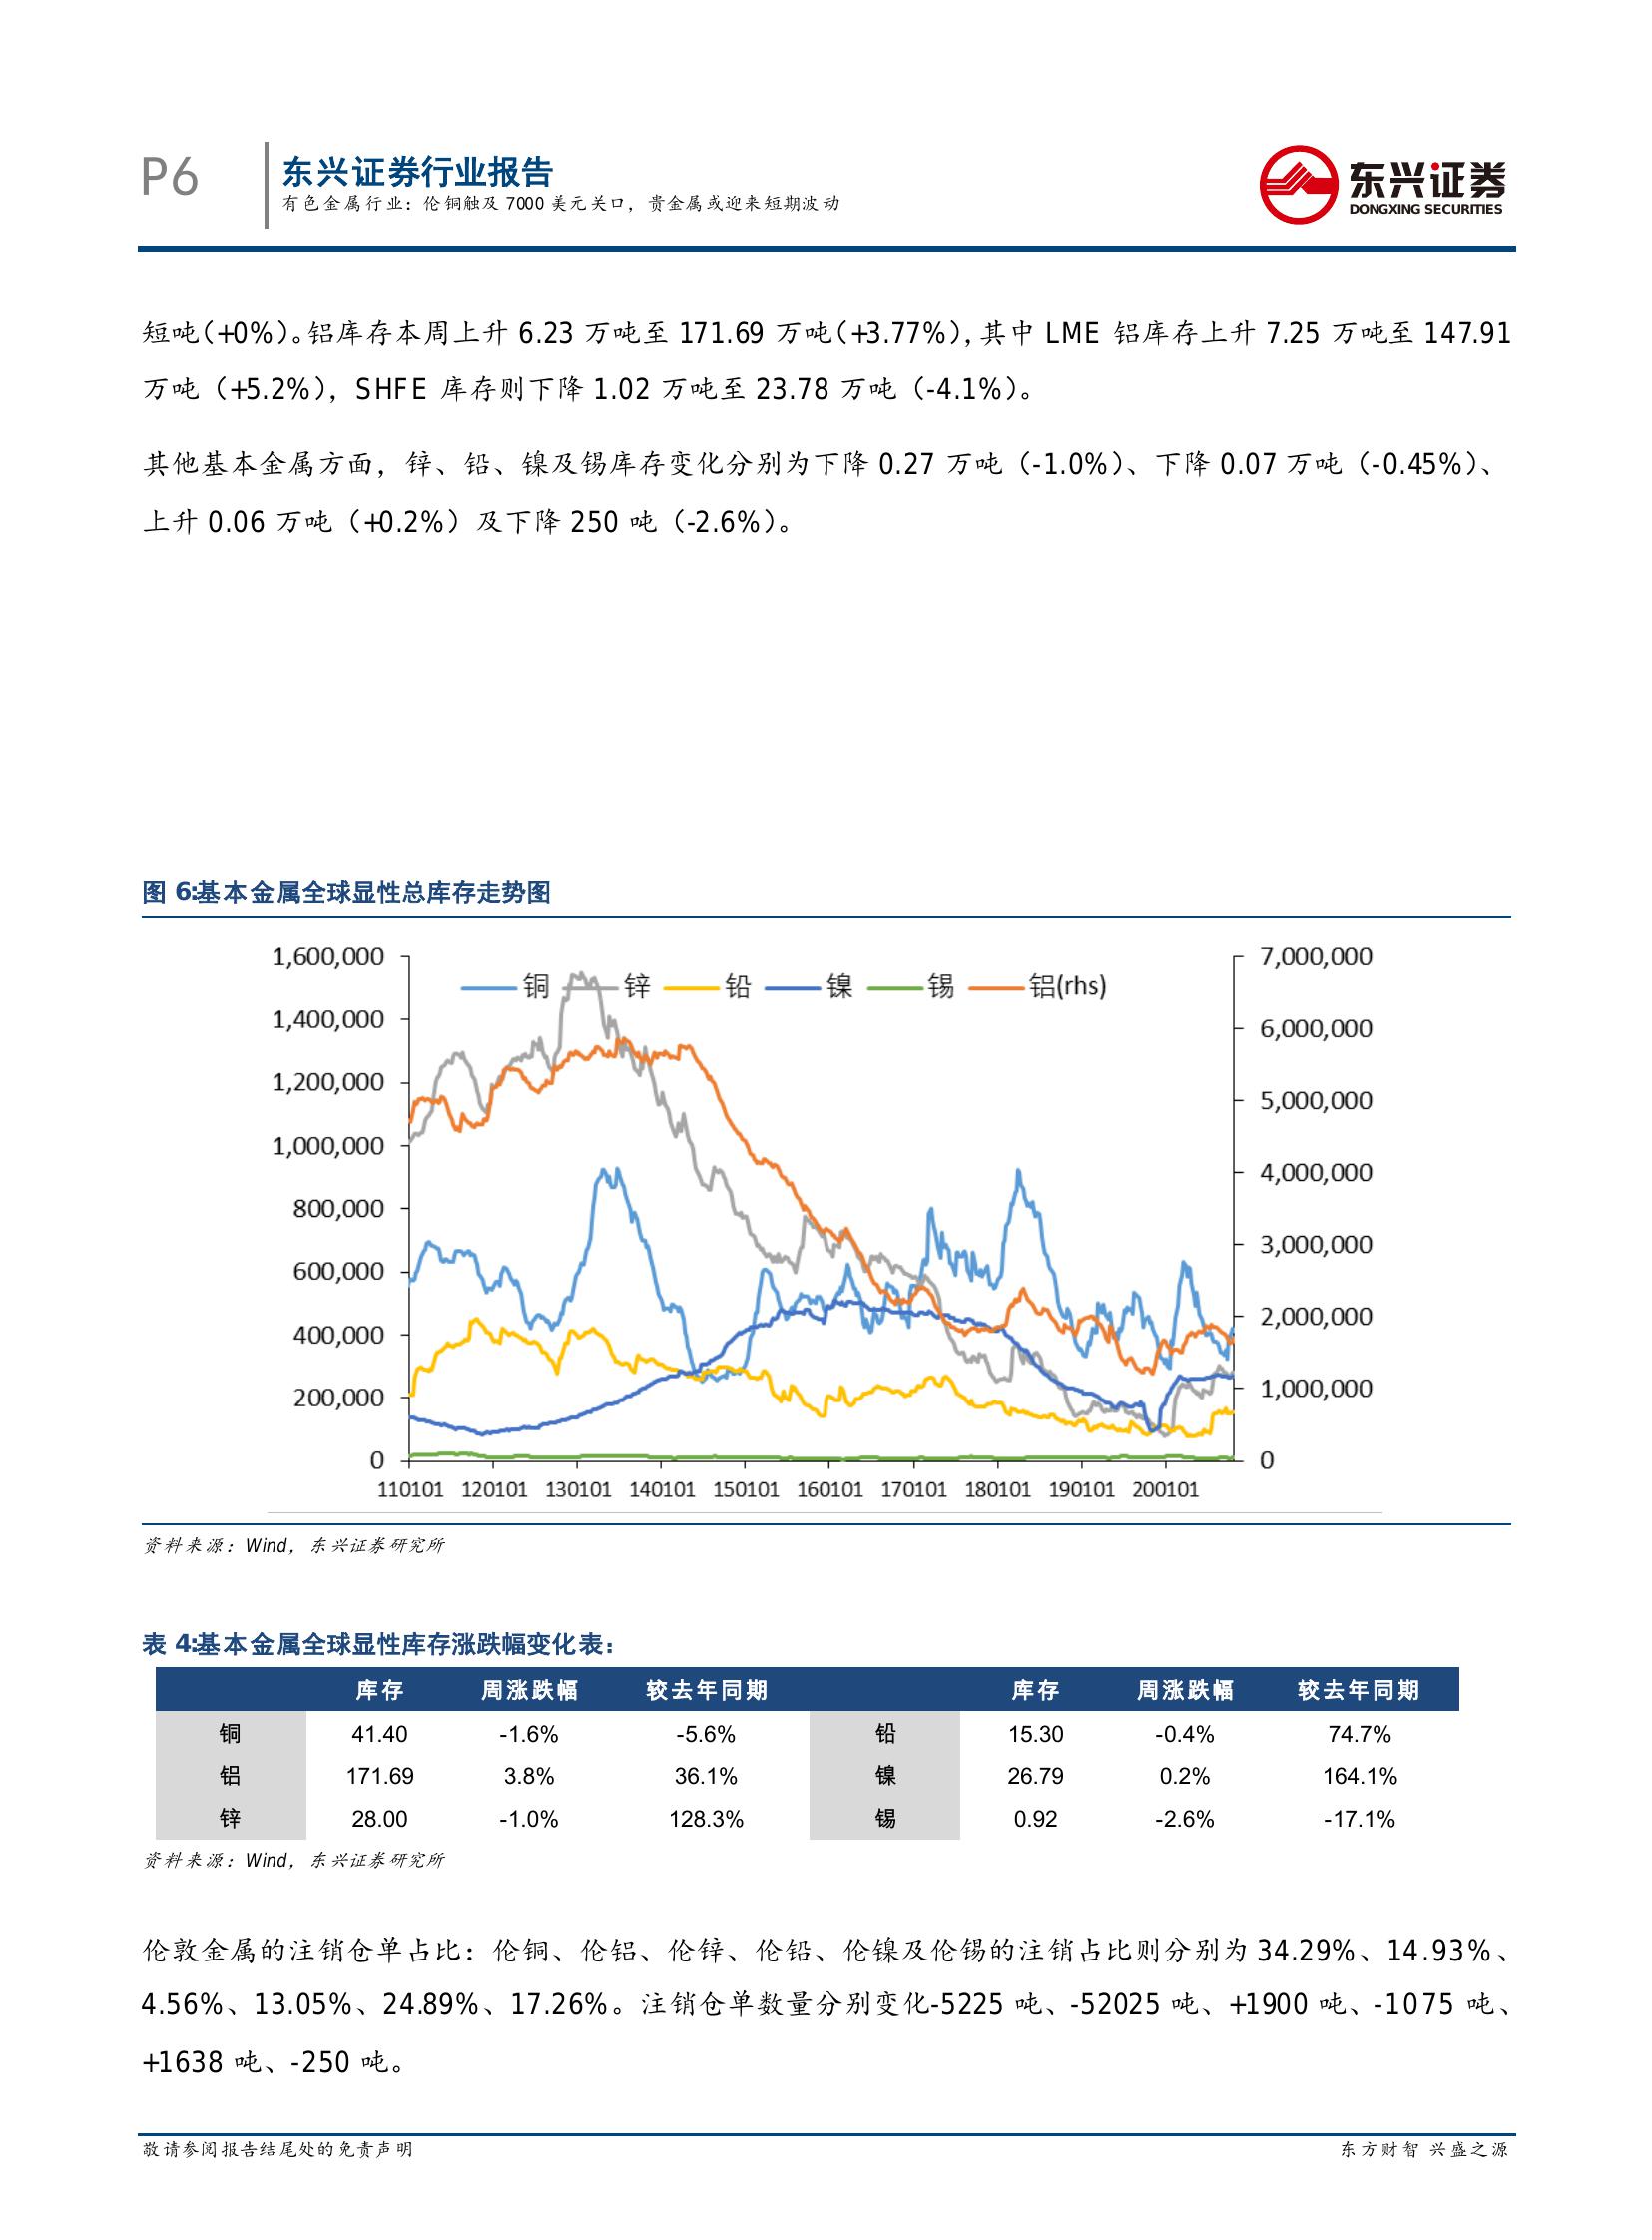 P6
东兴证券行业报告
有色金属行业：伦铜触及 7000 美元关口，贵金属或迎来短期波动
东兴证券
DONGXING SECURITIES
短吨（+0%）。铝库存本周上升 6.23 万吨至 171.69 万吨（+3.77%），其中 LME 铝库存上升 7.25 万吨至 147.91
万吨（+5.2%），SHFE 库存则下降 1.02 万吨至 23.78 万吨（-4.1%）。
其他基本金属方面，锌、铅、镍及锡库存变化分别为下降 0.27 万吨（-1.0%）、下降 0.07 万吨（-0.45%）、
上升 0.06 万吨（+0.2%）及下降 250 吨（-2.6%）。
图 6:基本金属全球显性总库存走势图
铜 锌 铅 镍 锡 铝(rhs)
1,600,000 7,000,000
1,400,000 6,000,000
1,200,000 5,000,000
1,000,000 4,000,000
800,000 3,000,000
600,000 2,000,000
400,000 1,000,000
200,000
0 0
110101 120101 130101 140101 150101 160101 170101 180101 190101 200101
资料来源：Wind，东兴证券研究所
表 4:基本金属全球显性库存涨跌幅变化表：
库存 周涨跌幅 较去年同期 库存 周涨跌幅 较去年同期
铜 41.40 -1.6% -5.6% 铅 15.30 -0.4% 74.7%
铝 171.69 3.8% 36.1% 镍 26.79 0.2% 164.1%
锌 28.00 -1.0% 128.3% 锡 0.92 -2.6% -17.1%
资料来源：Wind，东兴证券研究所
伦敦金属的注销仓单占比：伦铜、伦铝、伦锌、伦铅、伦镍及伦锡的注销占比则分别为 34.29%、14.93%、
4.56%、13.05%、24.89%、17.26%。注销仓单数量分别变化-5225 吨、-52025 吨、+1900 吨、-1075 吨、
+1638 吨、-250 吨。
敬请参阅报告结尾处的免责声明 东方财智 兴盛之源